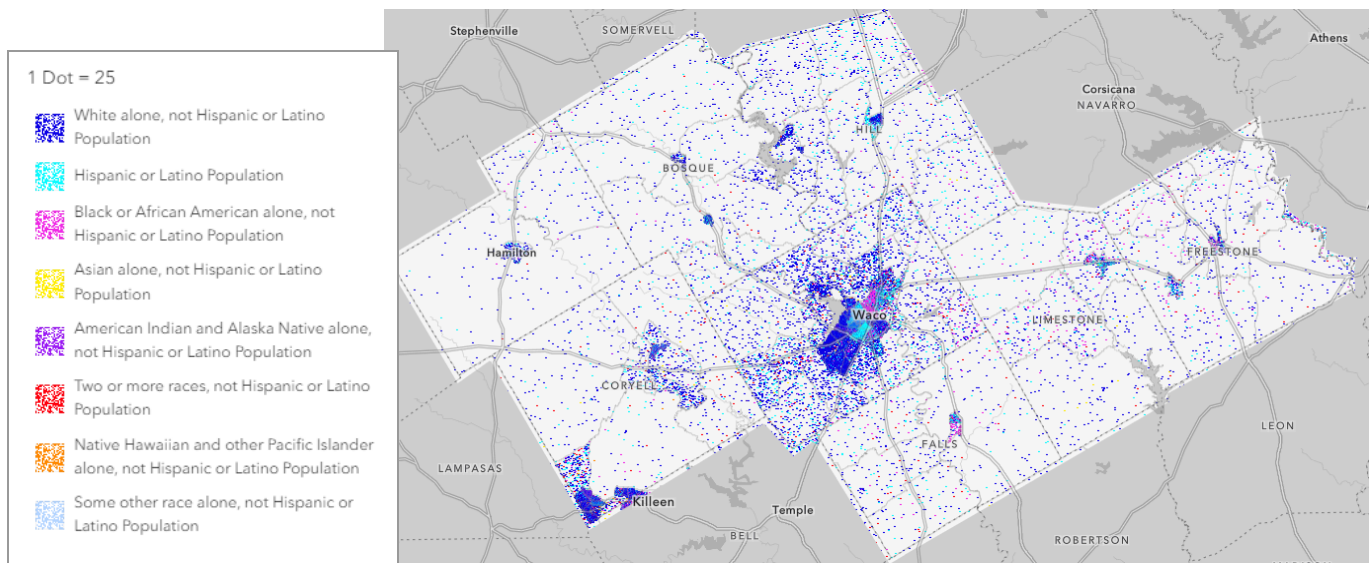 1 Dot = 25
White alone, not Hispanic or Latino
Population
Hispanic or Latino Population
Black or African American alone, not
Hispanic or Latino Population
Asian alone, not Hispanic or Latino
Population
American Indian and Alaska Native alone,
not Hispanic or Latino Population
Two or more races, not Hispanic or Latino
Population
Native Hawaiian and other Pacific Islander
alone, not Hispanic or Latino Population
Some other race alone, not Hispanic or
Latino Population
Stephenville
SOMERVELL
Athens
Corsicana
NAVARRO
HILL
BOSQUE
Hamilton
FREESTONE
Waco
LIMESTONE
CORYELL
FALLS
LEON
LAMPASAS
Killeen
Temple
BELL
ROBERTSON